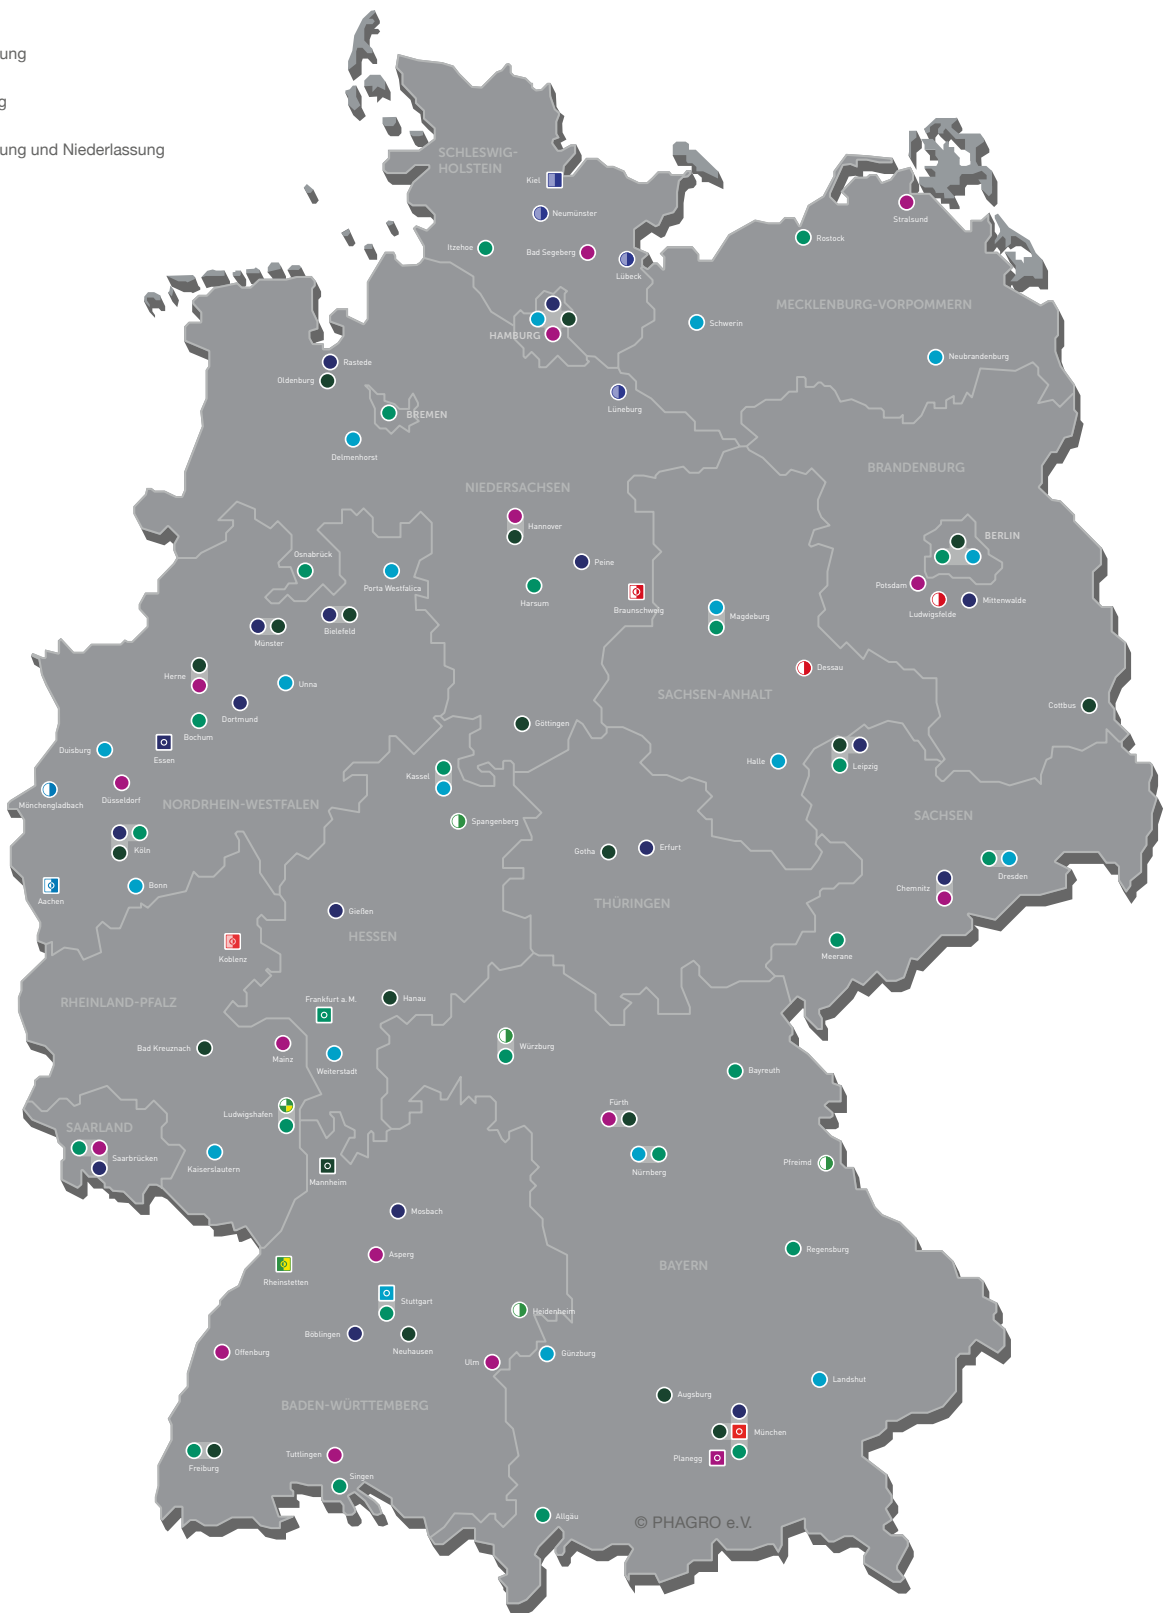 ung
g
ung und Niederlassung
SCHLESWIG-
HOLSTEIN
Kiel
Neumünster
Stralsund
Rostock
Itzehoe
Bad Segeberg
Lübeck
MECKLENBURG-VORPOMMERN
Schwerin
HAMBURG
Neubrandenburg
Rastede
Oldenburg
Lüneburg
BREMEN
Delmenhorst
BRANDENBURG
NIEDERSACHSEN
Hannover
BERLIN
Osnabrück
Peine
Porta Westfalica
Harsum
Braunschweig
Potsdam
Ludwigsfelde
Mittenwalde
Magdeburg
Münster
Bielefeld
Herne
Unna
Dessau
SACHSEN-ANHALT
Dortmund
Cottbus
Göttingen
Bochum
Duisburg
Essen
Halle
Leipzig
Kassel
Mönchengladbach
Düsseldorf
NORDRHEIN-WESTFALEN
Spangenberg
SACHSEN
Köln
Gotha
Erfurt
Dresden
Bonn
Aachen
Chemnitz
THÜRINGEN
Gießen
HESSEN
Meerane
Koblenz
RHEINLAND-PFALZ
Frankfurt a. M.
Hanau
Bad Kreuznach
Mainz
Weiterstadt
Würzburg
Bayreuth
Ludwigshafen
Fürth
SAARLAND
Saarbrücken
Kaiserslautern
Mannheim
Nürnberg
Pfreimd
Mosbach
Asperg
Regensburg
BAYERN
Rheinstetten
Stuttgart
Heidenheim
Böblingen
Neuhausen
Offenburg
Ulm
Günzburg
Landshut
Augsburg
BADEN-WÜRTTEMBERG
München
Planegg
Freiburg
Tuttlingen
Singen
Allgäu
© PHAGRO e.V.